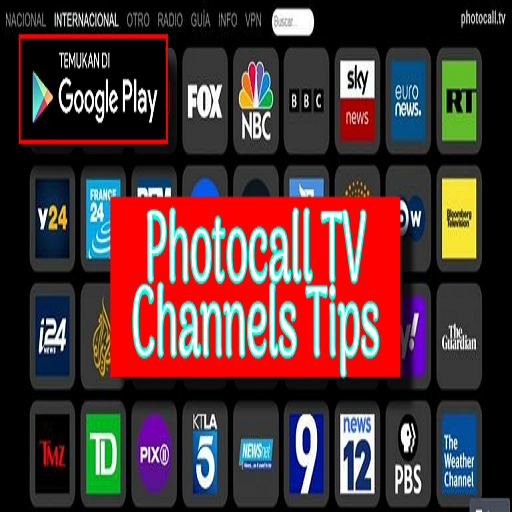 NACIONAL INTERNACIONAL OTRO RADIO GUÍA INFO VPN Buscar... photocall.tv
TEMUKAN DI
Google Play
FOX
NBC
BBC
sky
news
euro
news.
RT
y24
FRANCE
24
DW
Bloomberg
Television
Photocall TV
Channels Tips
i24
NEWS
y!
The
Guardian
TMZ
TD
PIX11
KTLA
5
NEWSnet
9
news
12
PBS
The
Weather
Channel